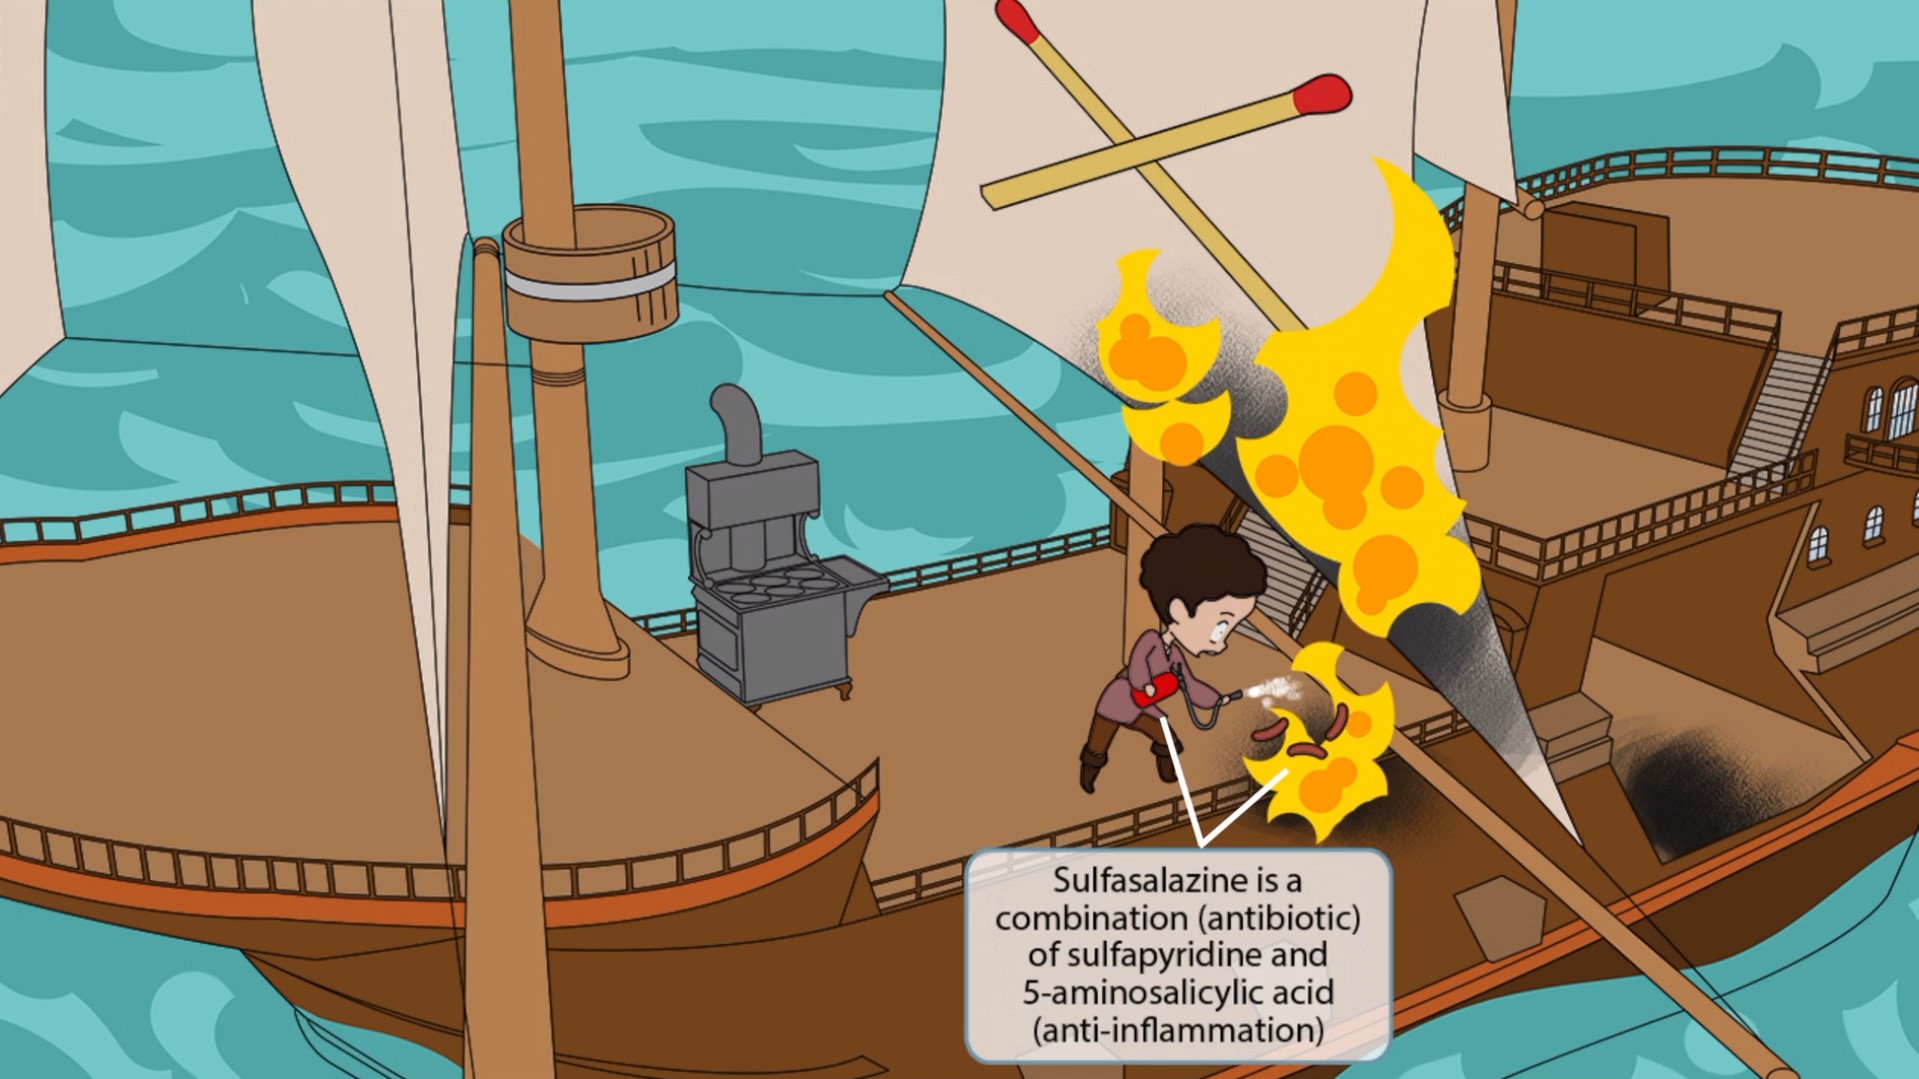 Sulfasalazine is a
combination (antibiotic)
of sulfapyridine and
5-aminosalicylic acid
(anti-inflammation)